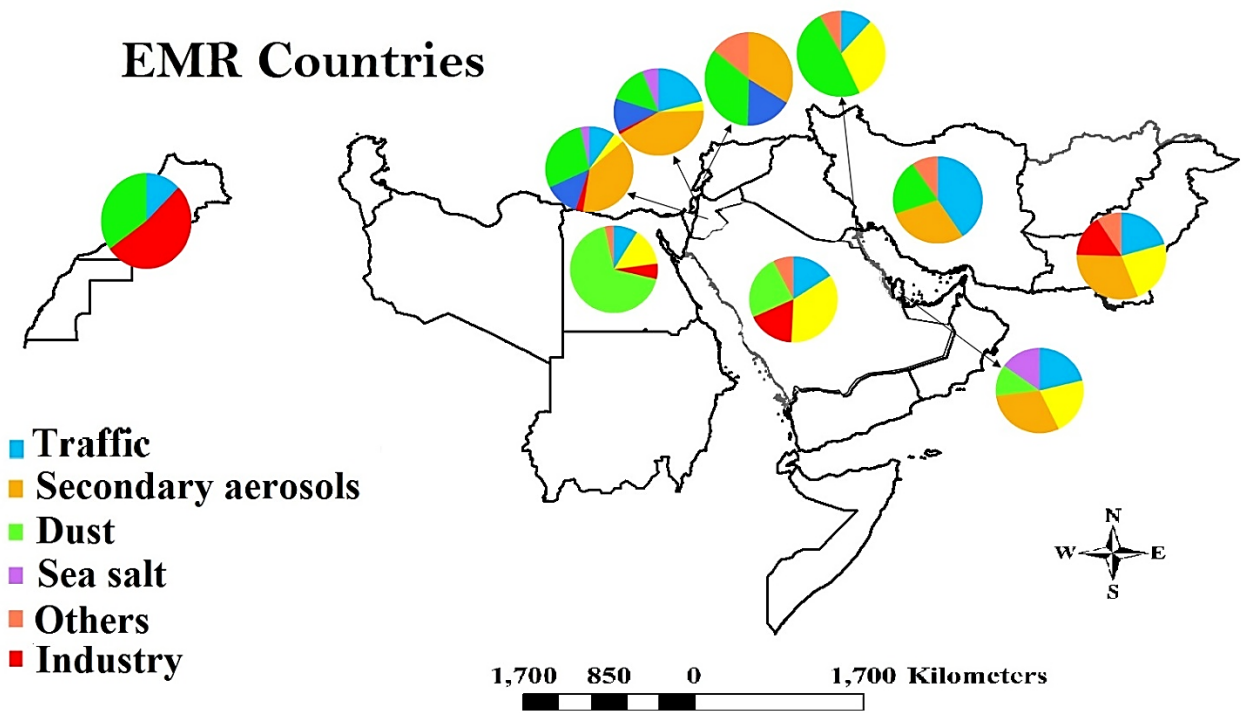 EMR Countries
Traffic
Secondary aerosols
Dust
Sea salt
Others
Industry
N
W E
S
1,700 850 0 1,700 Kilometers